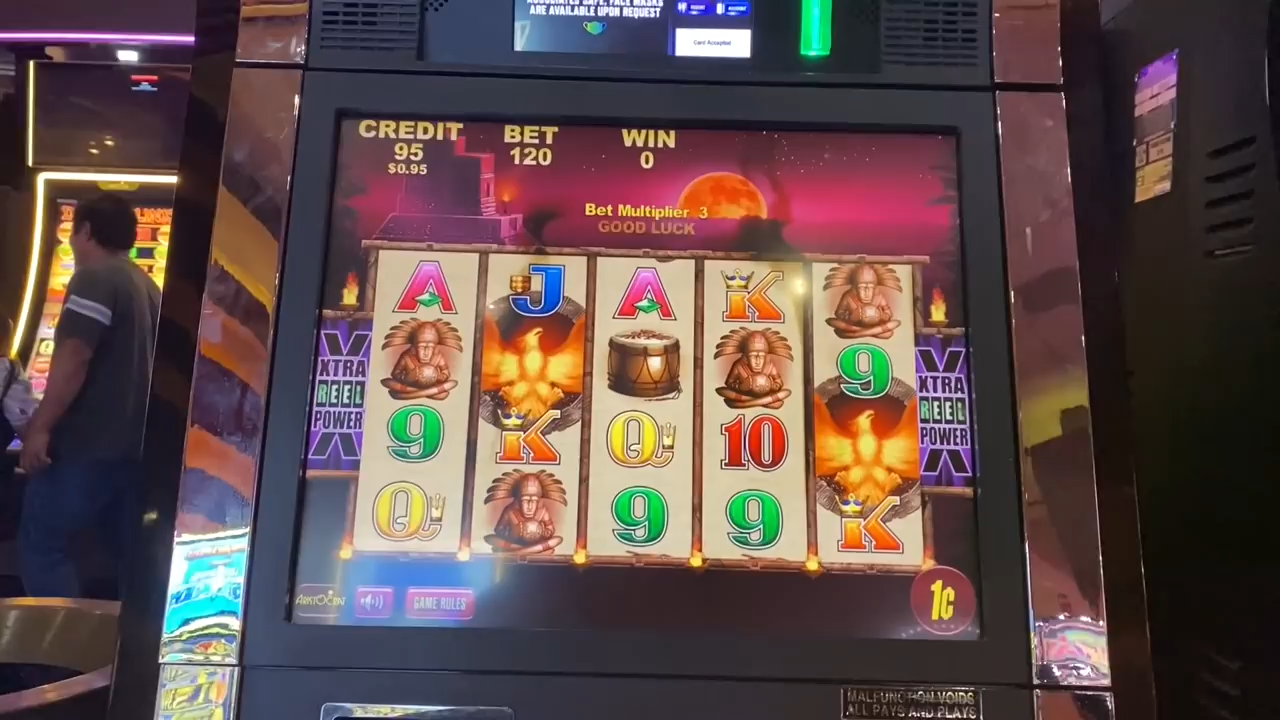 ASSOCIATES SAFE, FACE MASKS
ARE AVAILABLE UPON REQUEST
Card Accepted
CREDIT
95
$0.95
BET
120
WIN
0
Bet Multiplier 3
GOOD LUCK
A
J
A
K
9
XTRA
REEL
POWER
XTRA
REEL
POWER
9
K
Q
10
Q
9
9
K
ARISTOCRAT
GAME RULES
1¢
MALFUNCTION VOIDS
ALL PAYS AND PLAYS